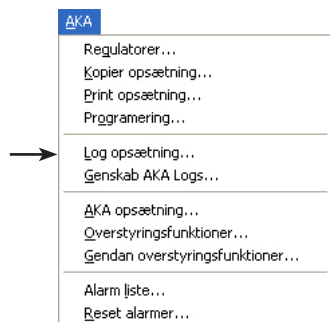 AKA
Regulatorer...
Kopier opsætning...
Print opsætning...
Programering...
Log opsætning...
Genskab AKA Logs...
AKA opsætning...
Overstyringsfunktioner...
Gendan overstyringsfunktioner...
Alarm liste...
Reset alarmer...